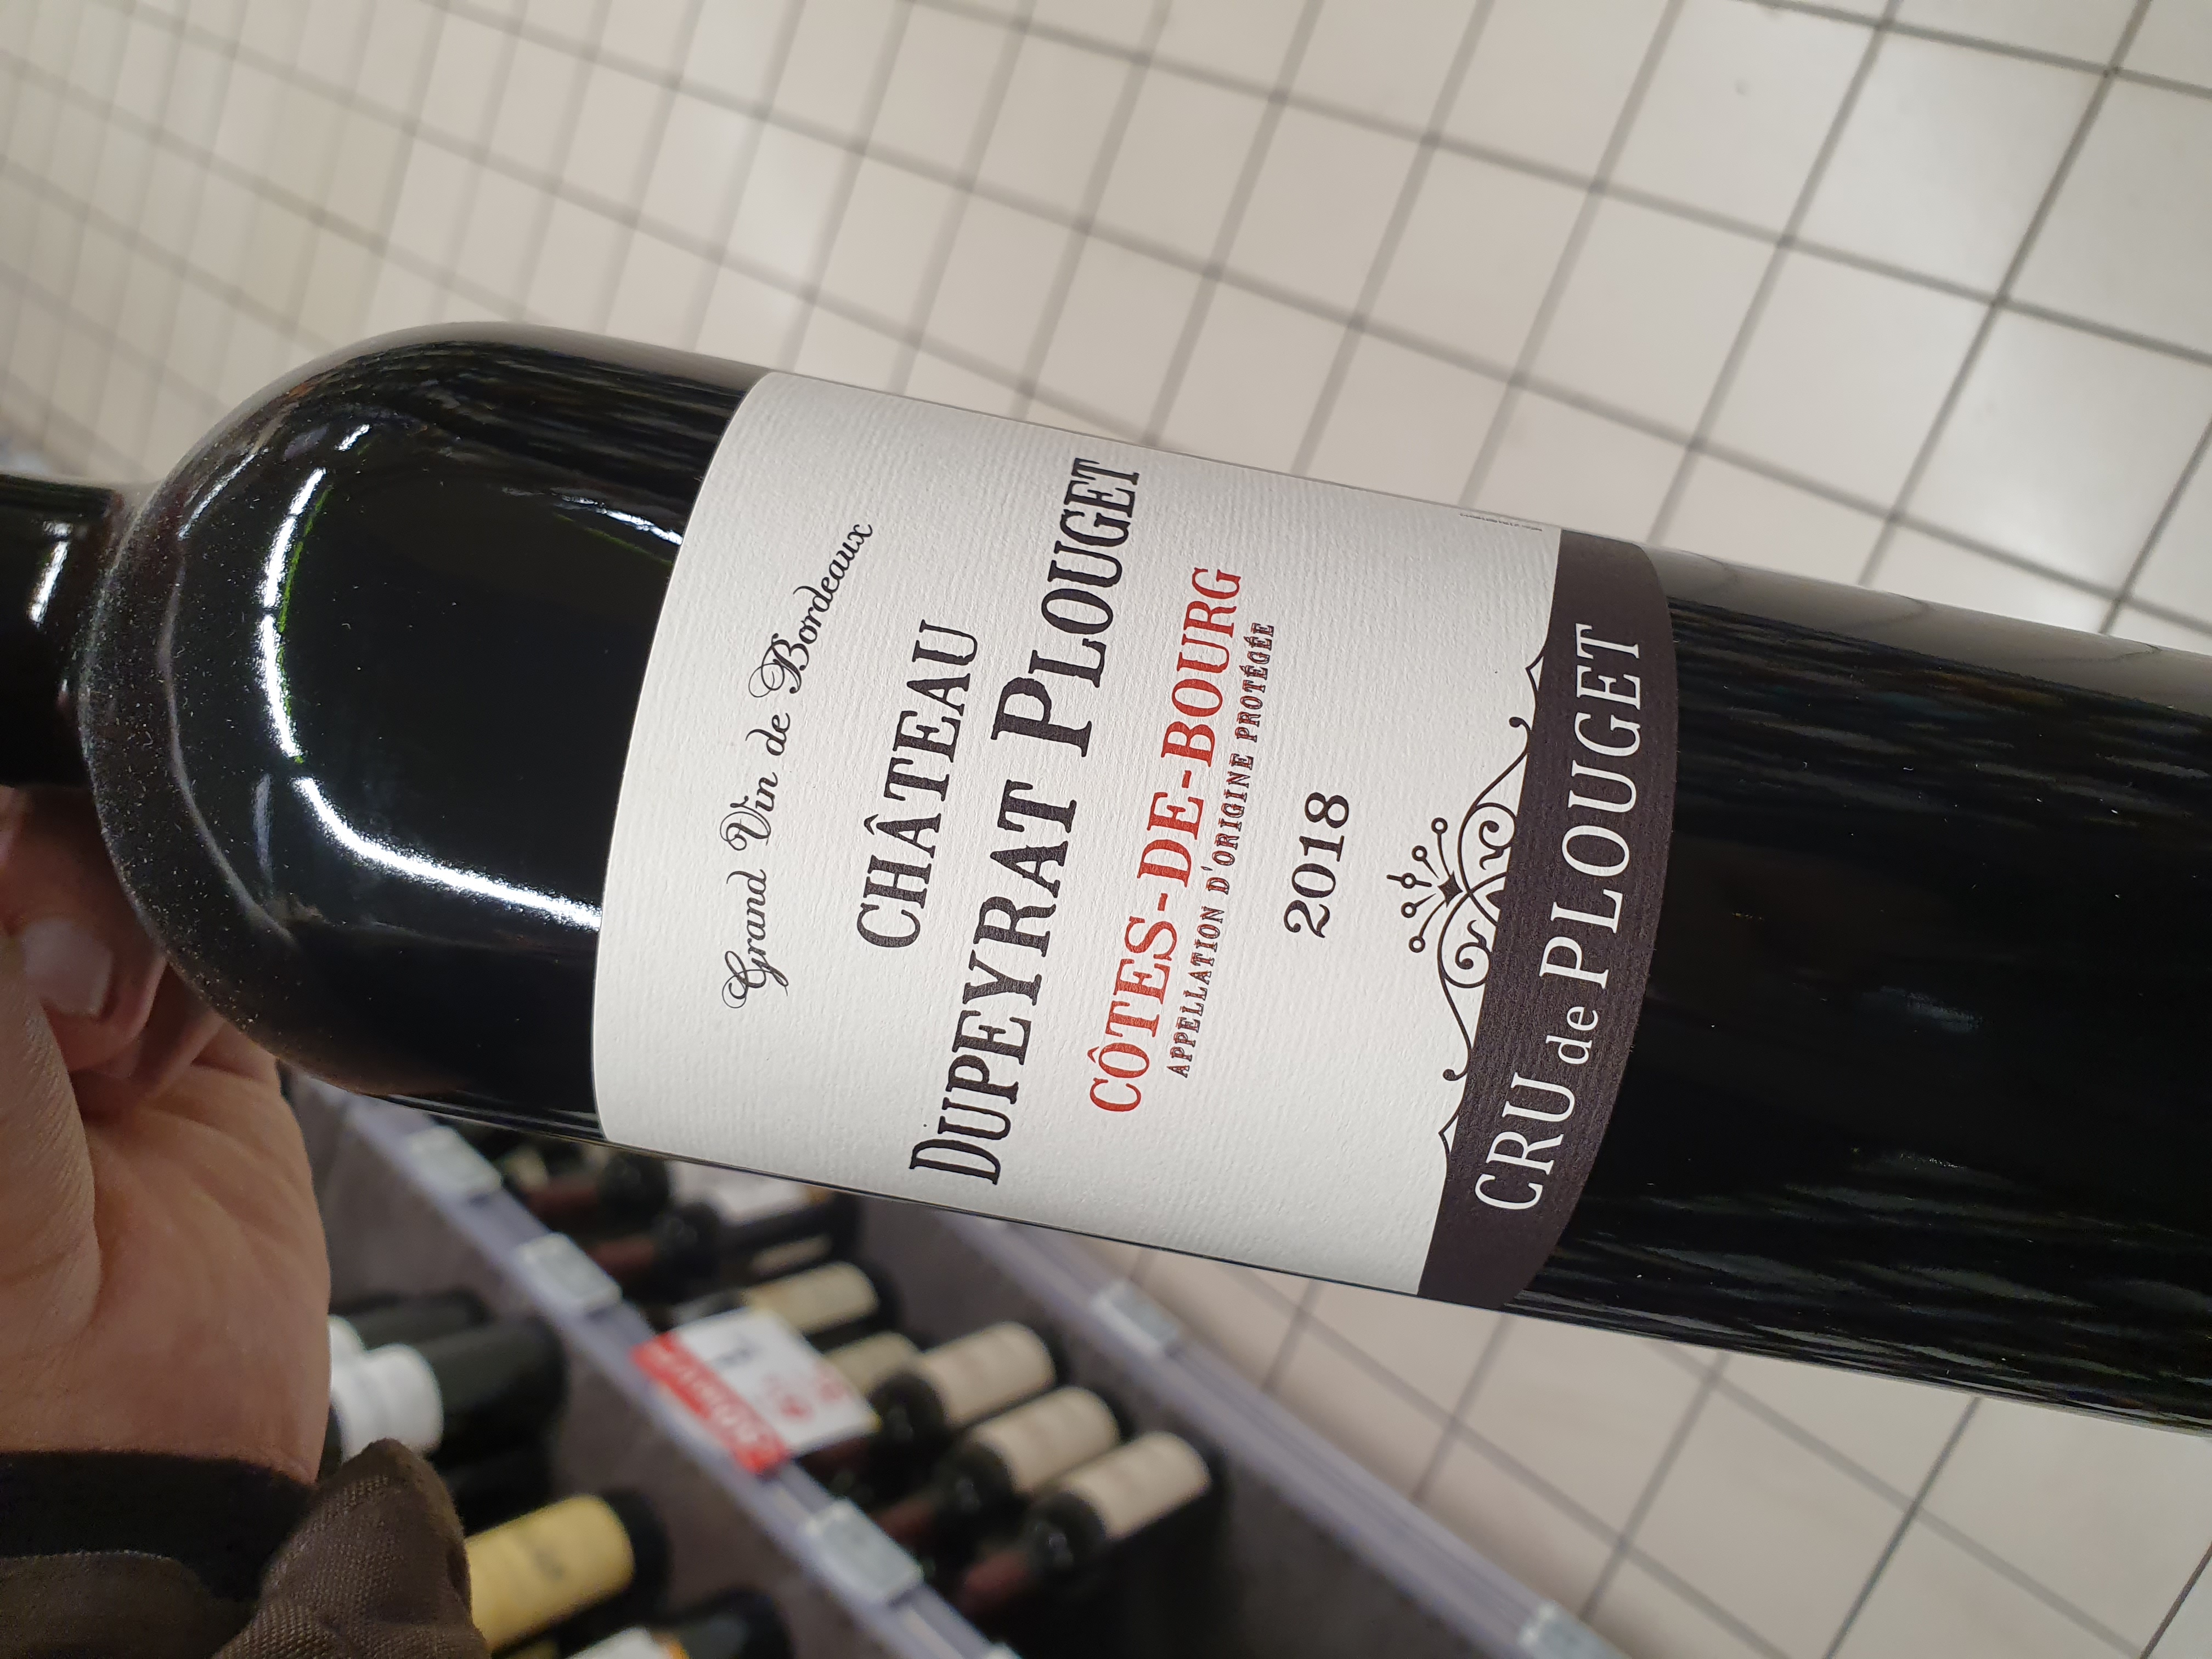 Grand Vin de Bordeaux
CHÂTEAU
DUPEYRAT PLOUGET
CÔTES-DE-BOURG
APPELLATION D'ORIGINE PROTÉGÉE
2018
CRU de PLOUGET